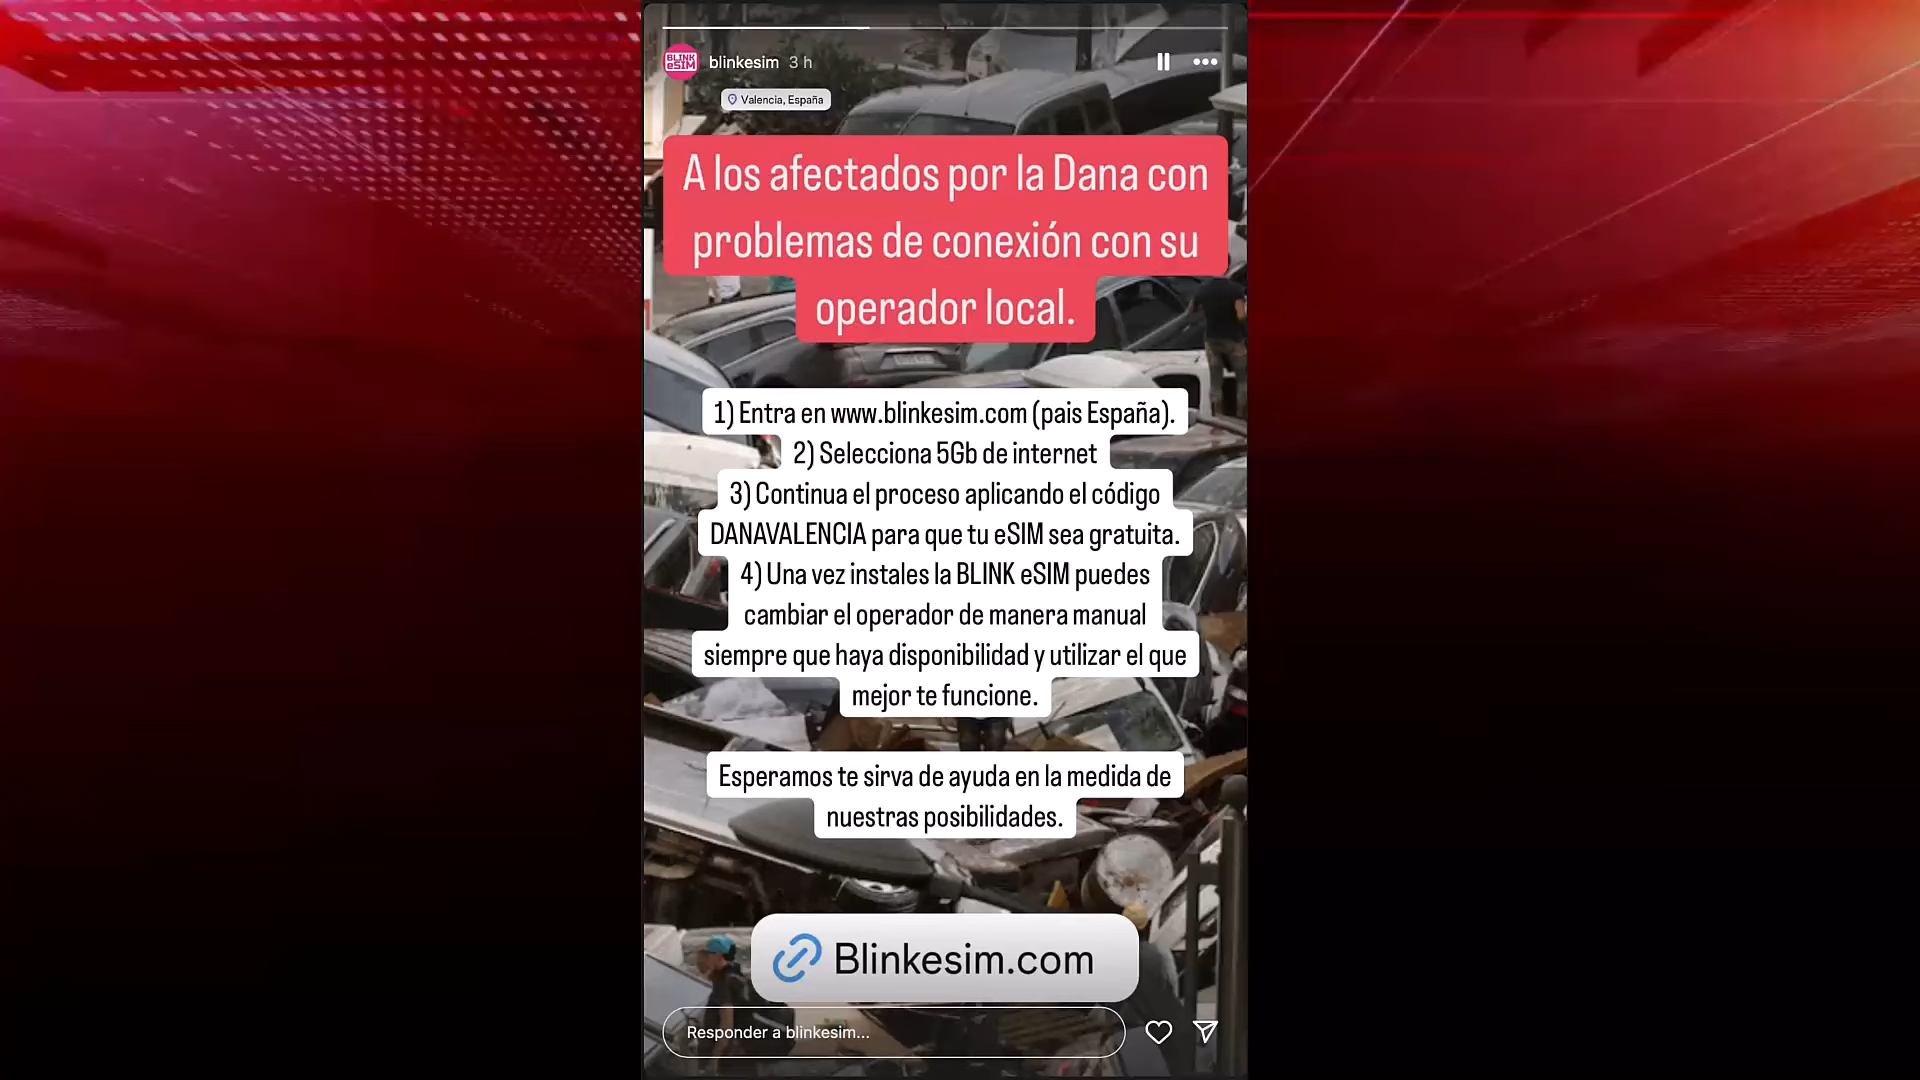 BLINK
eSIM
blinkesim 3 h
Valencia, España
A los afectados por la Dana con
problemas de conexión con su
operador local.
1) Entra en www.blinkesim.com (pais España).
2) Selecciona 5Gb de internet
3) Continua el proceso aplicando el código
DANAVALENCIA para que tu eSIM sea gratuita.
4) Una vez instales la BLINK eSIM puedes
cambiar el operador de manera manual
siempre que haya disponibilidad y utilizar el que
mejor te funcione.
Esperamos te sirva de ayuda en la medida de
nuestras posibilidades.
Blinkesim.com
Responder a blinkesim...